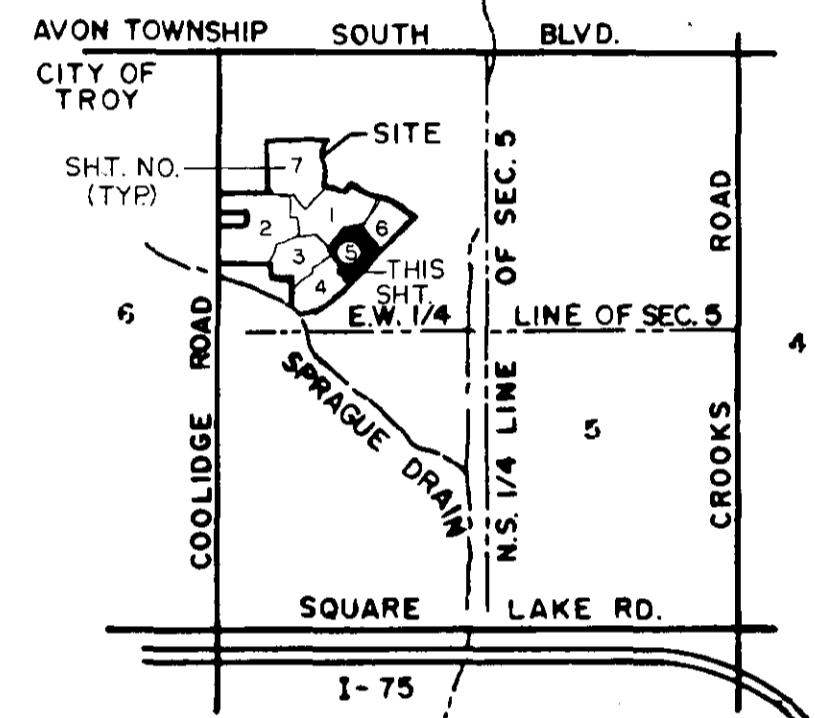 AVON TOWNSHIP SOUTH BLVD.
CITY OF
TROY
SITE
SHT. NO.
(TYP.)
7
1
2
6
3
5
4
THIS
SHT.
E.W. 1/4 LINE OF SEC. 5
N.S. 1/4 LINE OF SEC. 5
COOLIDGE ROAD
CROOKS ROAD
6
4
5
SPRAGUE DRAIN
SQUARE LAKE RD.
I-75